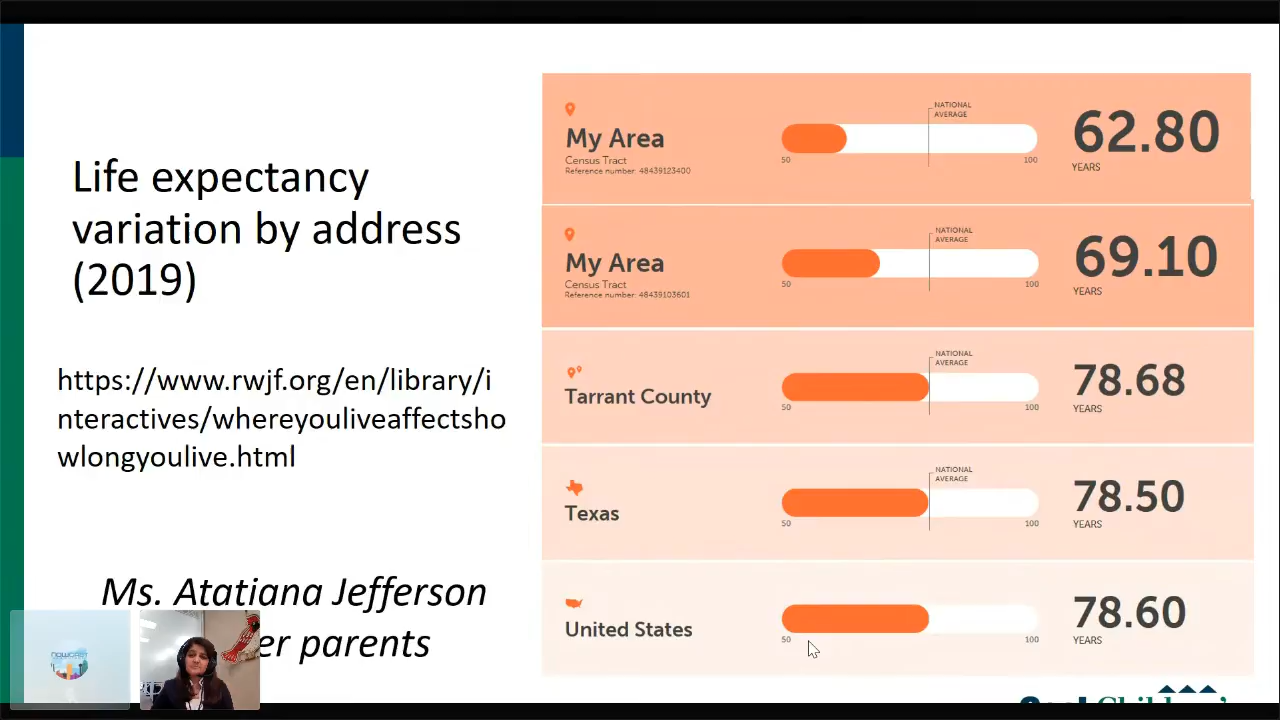 Life expectancy
variation by address
(2019)
https://www.rwjf.org/en/library/i
nteractives/whereyouliveaffectsho
wlongyoulive.html
Ms. Atatiana Jefferson
er parents
NOWCAST
My Area
Census Tract
Reference number: 48439123400
NATIONAL
AVERAGE
50
100
62.80
YEARS
My Area
Census Tract
Reference number: 48439103601
NATIONAL
AVERAGE
50
100
69.10
YEARS
Tarrant County
NATIONAL
AVERAGE
50
100
78.68
YEARS
Texas
NATIONAL
AVERAGE
50
100
78.50
YEARS
United States
50
100
78.60
YEARS